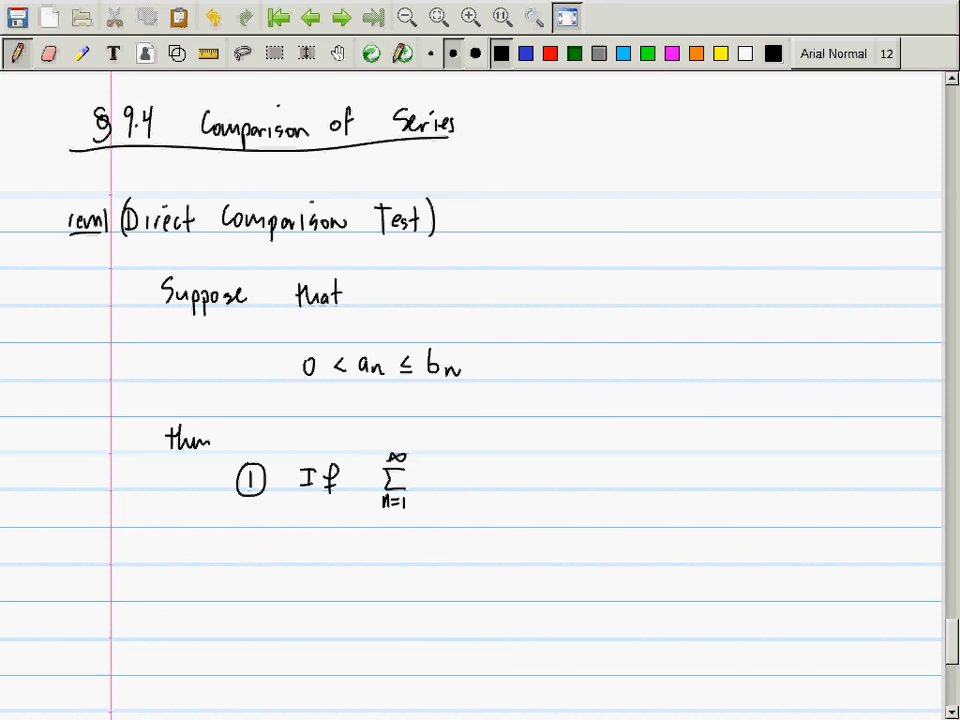 Arial Normal 12
§ 9.4 Comparison of Series
(Direct Comparison Test)
Suppose that
0 < an ≤ bn
then
① If ∞ Σ n=1